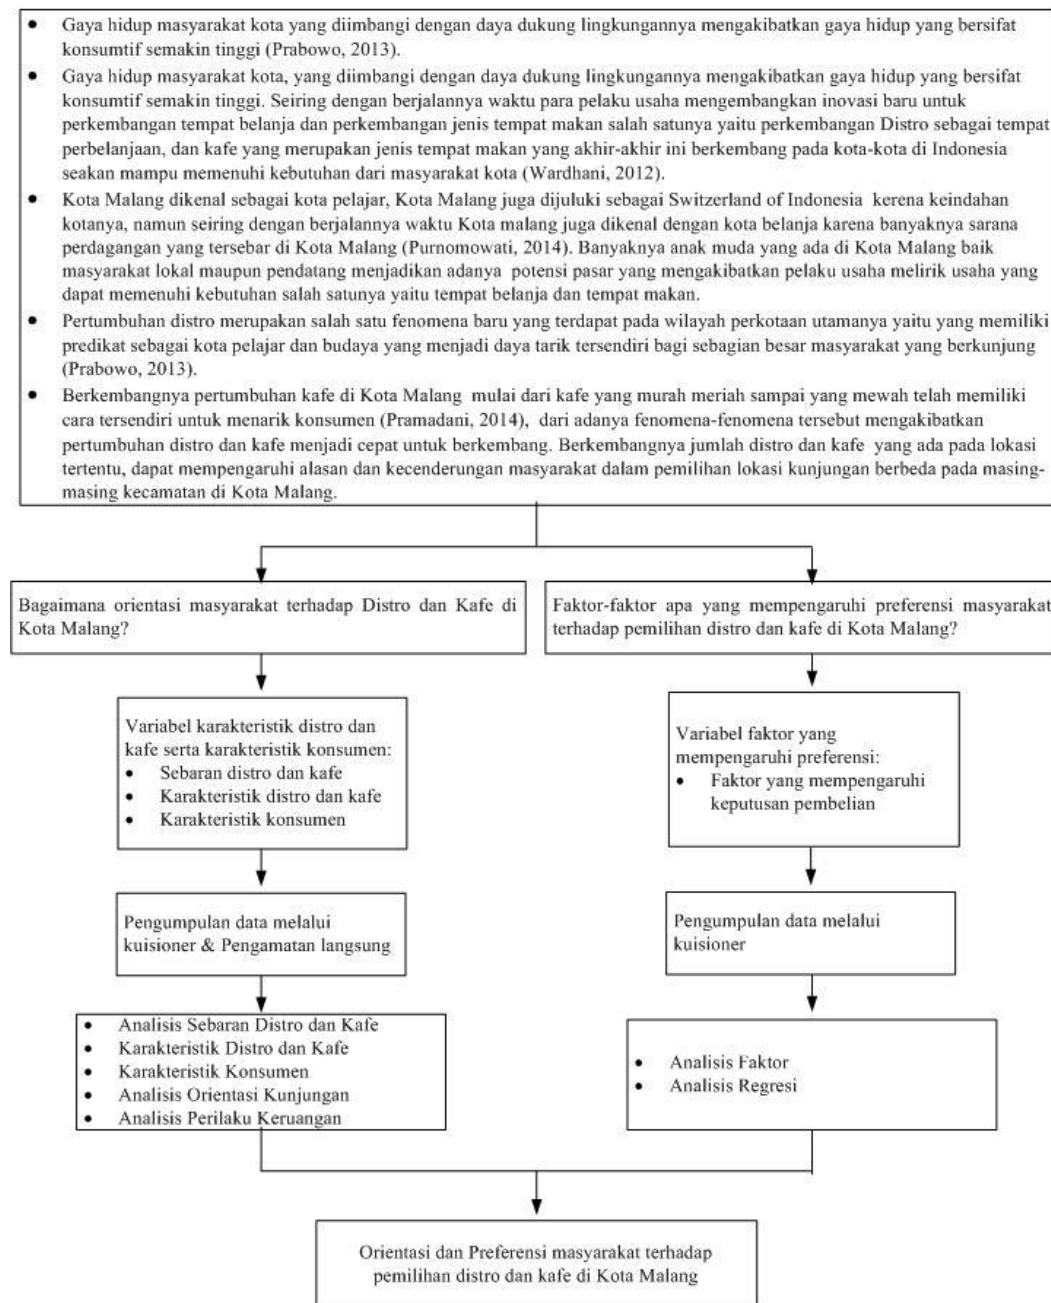 • Gaya hidup masyarakat kota yang diimbangi dengan daya dukung lingkungannya mengakibatkan gaya hidup yang bersifat
konsumtif semakin tinggi (Prabowo, 2013).
• Gaya hidup masyarakat kota, yang diimbangi dengan daya dukung lingkungannya mengakibatkan gaya hidup yang bersifat
konsumtif semakin tinggi. Seiring dengan berjalannya waktu para pelaku usaha mengembangkan inovasi baru untuk
perkembangan tempat belanja dan perkembangan jenis tempat makan salah satunya yaitu perkembangan Distro sebagai tempat
perbelanjaan, dan kafe yang merupakan jenis tempat makan yang akhir-akhir ini berkembang pada kota-kota di Indonesia
seakan mampu memenuhi kebutuhan dari masyarakat kota (Wardhani, 2012).
• Kota Malang dikenal sebagai kota pelajar, Kota Malang juga dijuluki sebagai Switzerland of Indonesia kerena keindahan
kotanya, namun seiring dengan berjalannya waktu Kota malang juga dikenal dengan kota belanja karena banyaknya sarana
perdagangan yang tersebar di Kota Malang (Purnomowati, 2014). Banyaknya anak muda yang ada di Kota Malang baik
masyarakat lokal maupun pendatang menjadikan adanya potensi pasar yang mengakibatkan pelaku usaha melirik usaha yang
dapat memenuhi kebutuhan salah satunya yaitu tempat belanja dan tempat makan.
• Pertumbuhan distro merupakan salah satu fenomena baru yang terdapat pada wilayah perkotaan utamanya yaitu yang memiliki
predikat sebagai kota pelajar dan budaya yang menjadi daya tarik tersendiri bagi sebagian besar masyarakat yang berkunjung
(Prabowo, 2013).
• Berkembangnya pertumbuhan kafe di Kota Malang mulai dari kafe yang murah meriah sampai yang mewah telah memiliki
cara tersendiri untuk menarik konsumen (Pramadani, 2014), dari adanya fenomena-fenomena tersebut mengakibatkan
pertumbuhan distro dan kafe menjadi cepat untuk berkembang. Berkembangnya jumlah distro dan kafe yang ada pada lokasi
tertentu, dapat mempengaruhi alasan dan kecenderungan masyarakat dalam pemilihan lokasi kunjungan berbeda pada masing-
masing kecamatan di Kota Malang.
Bagaimana orientasi masyarakat terhadap Distro dan Kafe di
Kota Malang?
Faktor-faktor apa yang mempengaruhi preferensi masyarakat
terhadap pemilihan distro dan kafe di Kota Malang?
Variabel karakteristik distro dan
kafe serta karakteristik konsumen:
• Sebaran distro dan kafe
• Karakteristik distro dan kafe
• Karakteristik konsumen
Variabel faktor yang
mempengaruhi preferensi:
• Faktor yang mempengaruhi
keputusan pembelian
Pengumpulan data melalui
kuisioner & Pengamatan langsung
Pengumpulan data melalui
kuisioner
• Analisis Sebaran Distro dan Kafe
• Karakteristik Distro dan Kafe
• Karakteristik Konsumen
• Analisis Orientasi Kunjungan
• Analisis Perilaku Keruangan
• Analisis Faktor
• Analisis Regresi
Orientasi dan Preferensi masyarakat terhadap
pemilihan distro dan kafe di Kota Malang